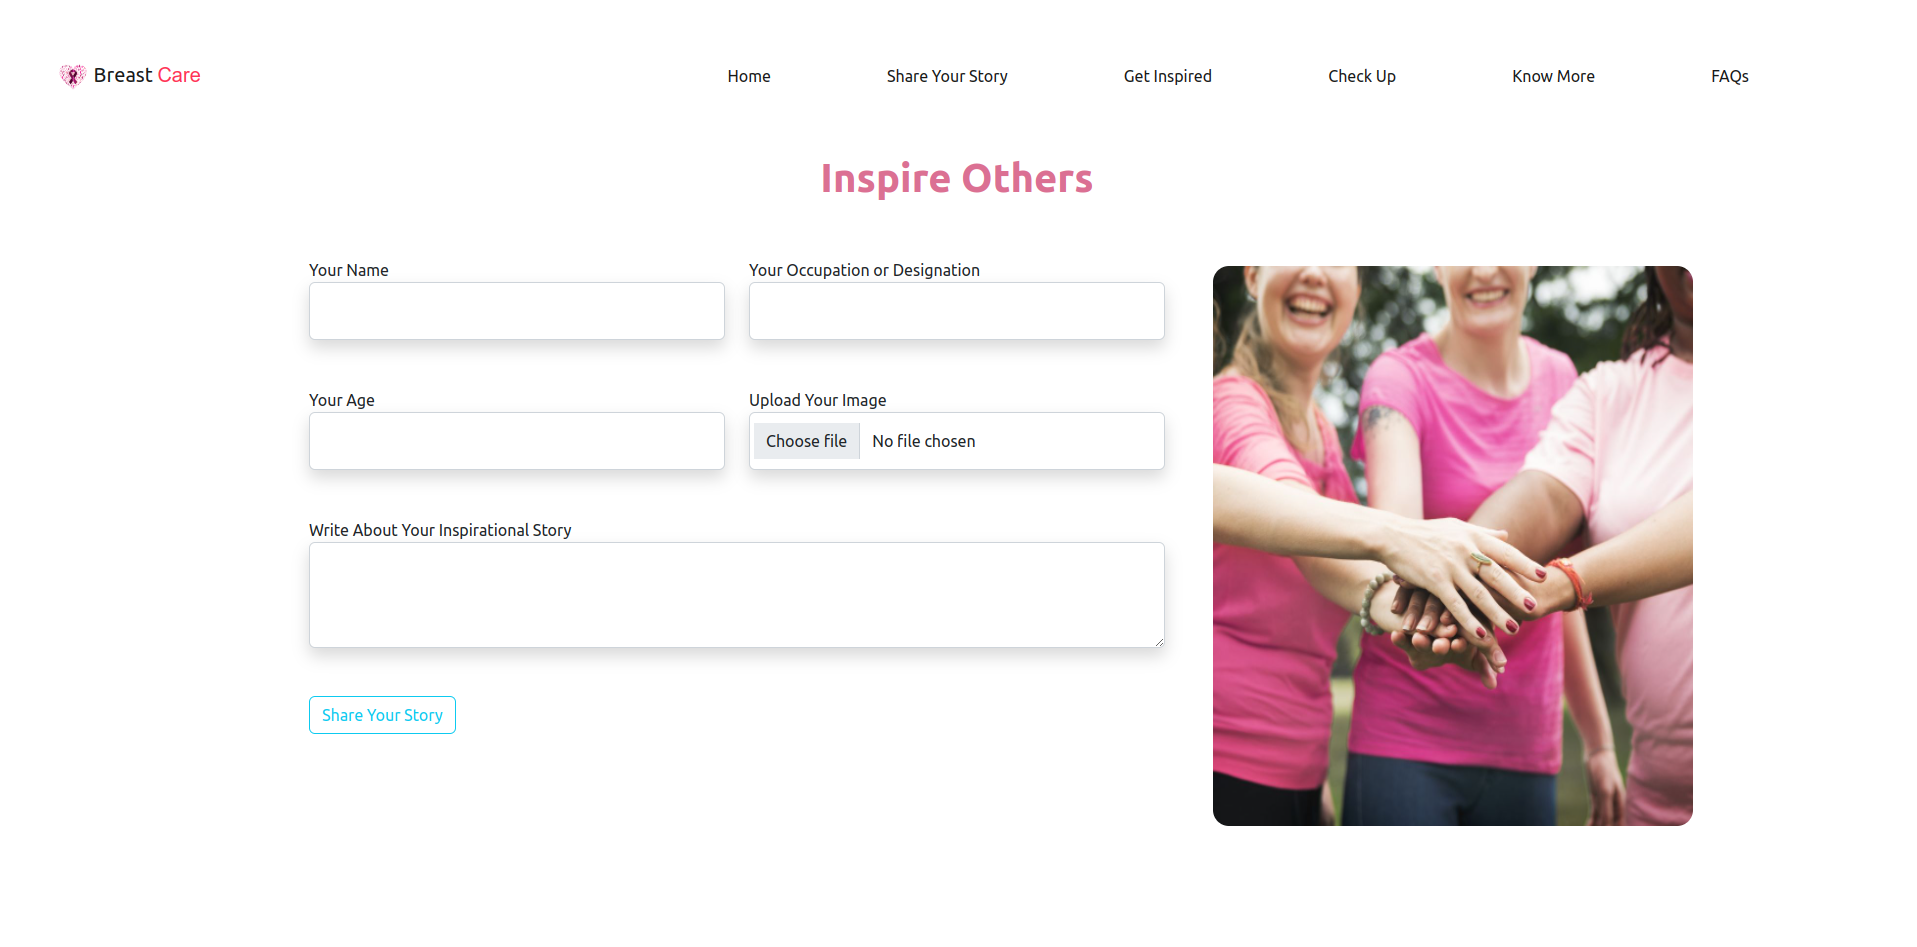 Breast Care
Home Share Your Story Get Inspired Check Up Know More FAQs
Inspire Others
Your Name Your Occupation or Designation
Your Age Upload Your Image
Choose file No file chosen
Write About Your Inspirational Story
Share Your Story